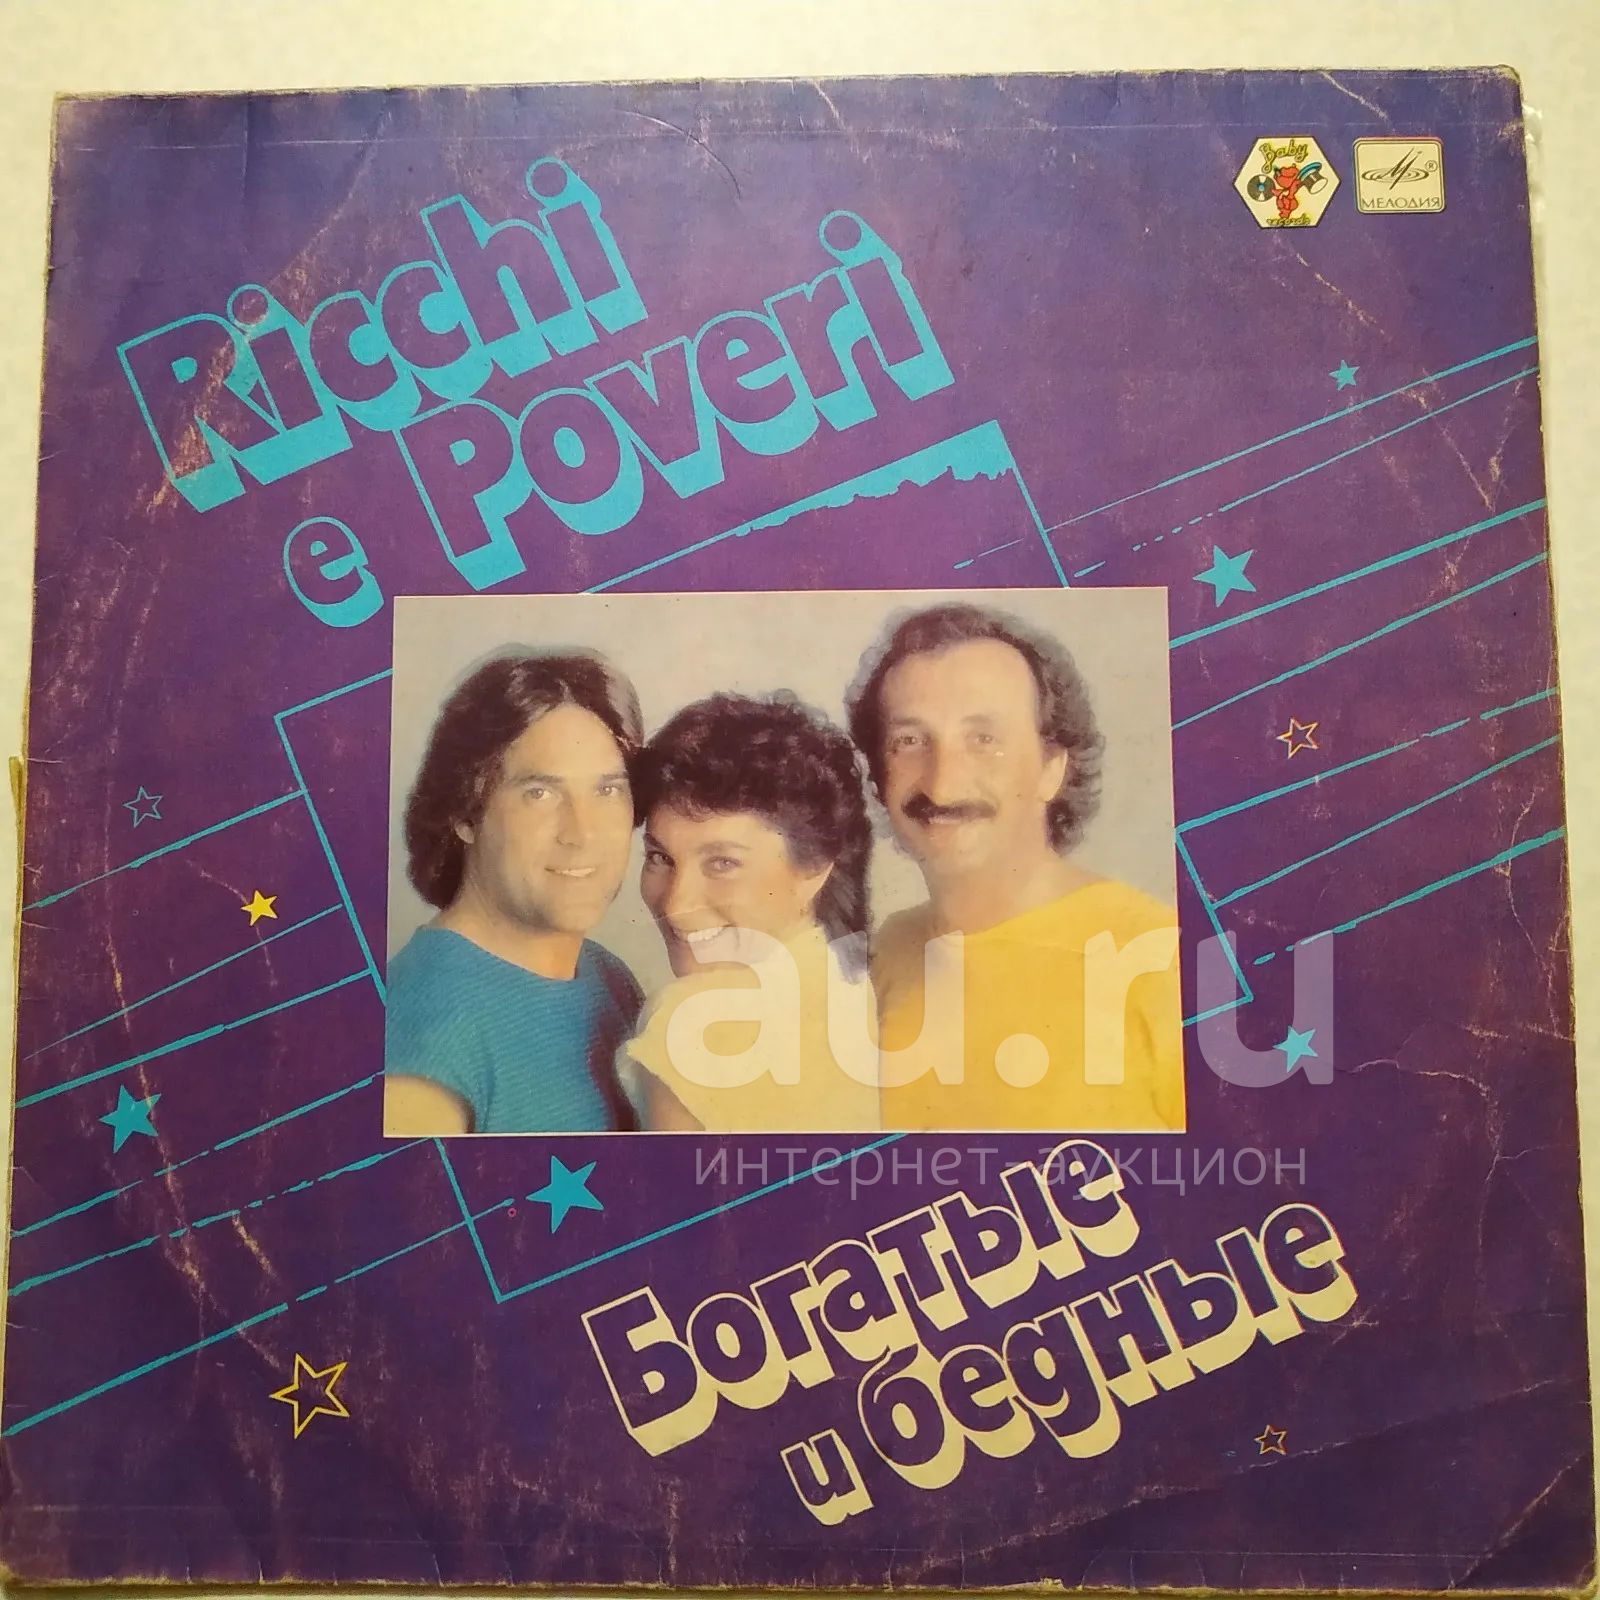 Baby
records
®
МЕЛОДИЯ
Ricchi
e Poveri
au.ru
интернет-аукцион
Богатые
и бедные